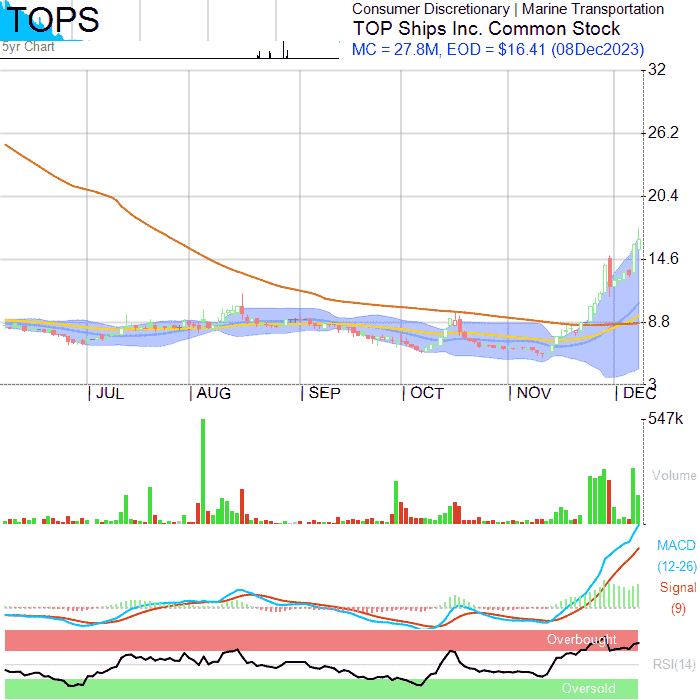 TOPS
5yr Chart
Consumer Discretionary | Marine Transportation
TOP Ships Inc. Common Stock
MC = 27.8M, EOD = $16.41 (08Dec2023)
32
26.2
20.4
14.6
8.8
3
JUL
AUG
SEP
OCT
NOV
DEC
547k
Volume
MACD
(12-26)
Signal
(9)
Overbought
RSI(14)
Oversold